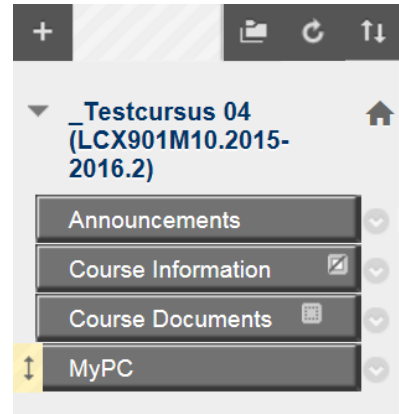 _Testcursus 04
(LCX901M10.2015-
2016.2)
Announcements
Course Information
Course Documents
MyPC